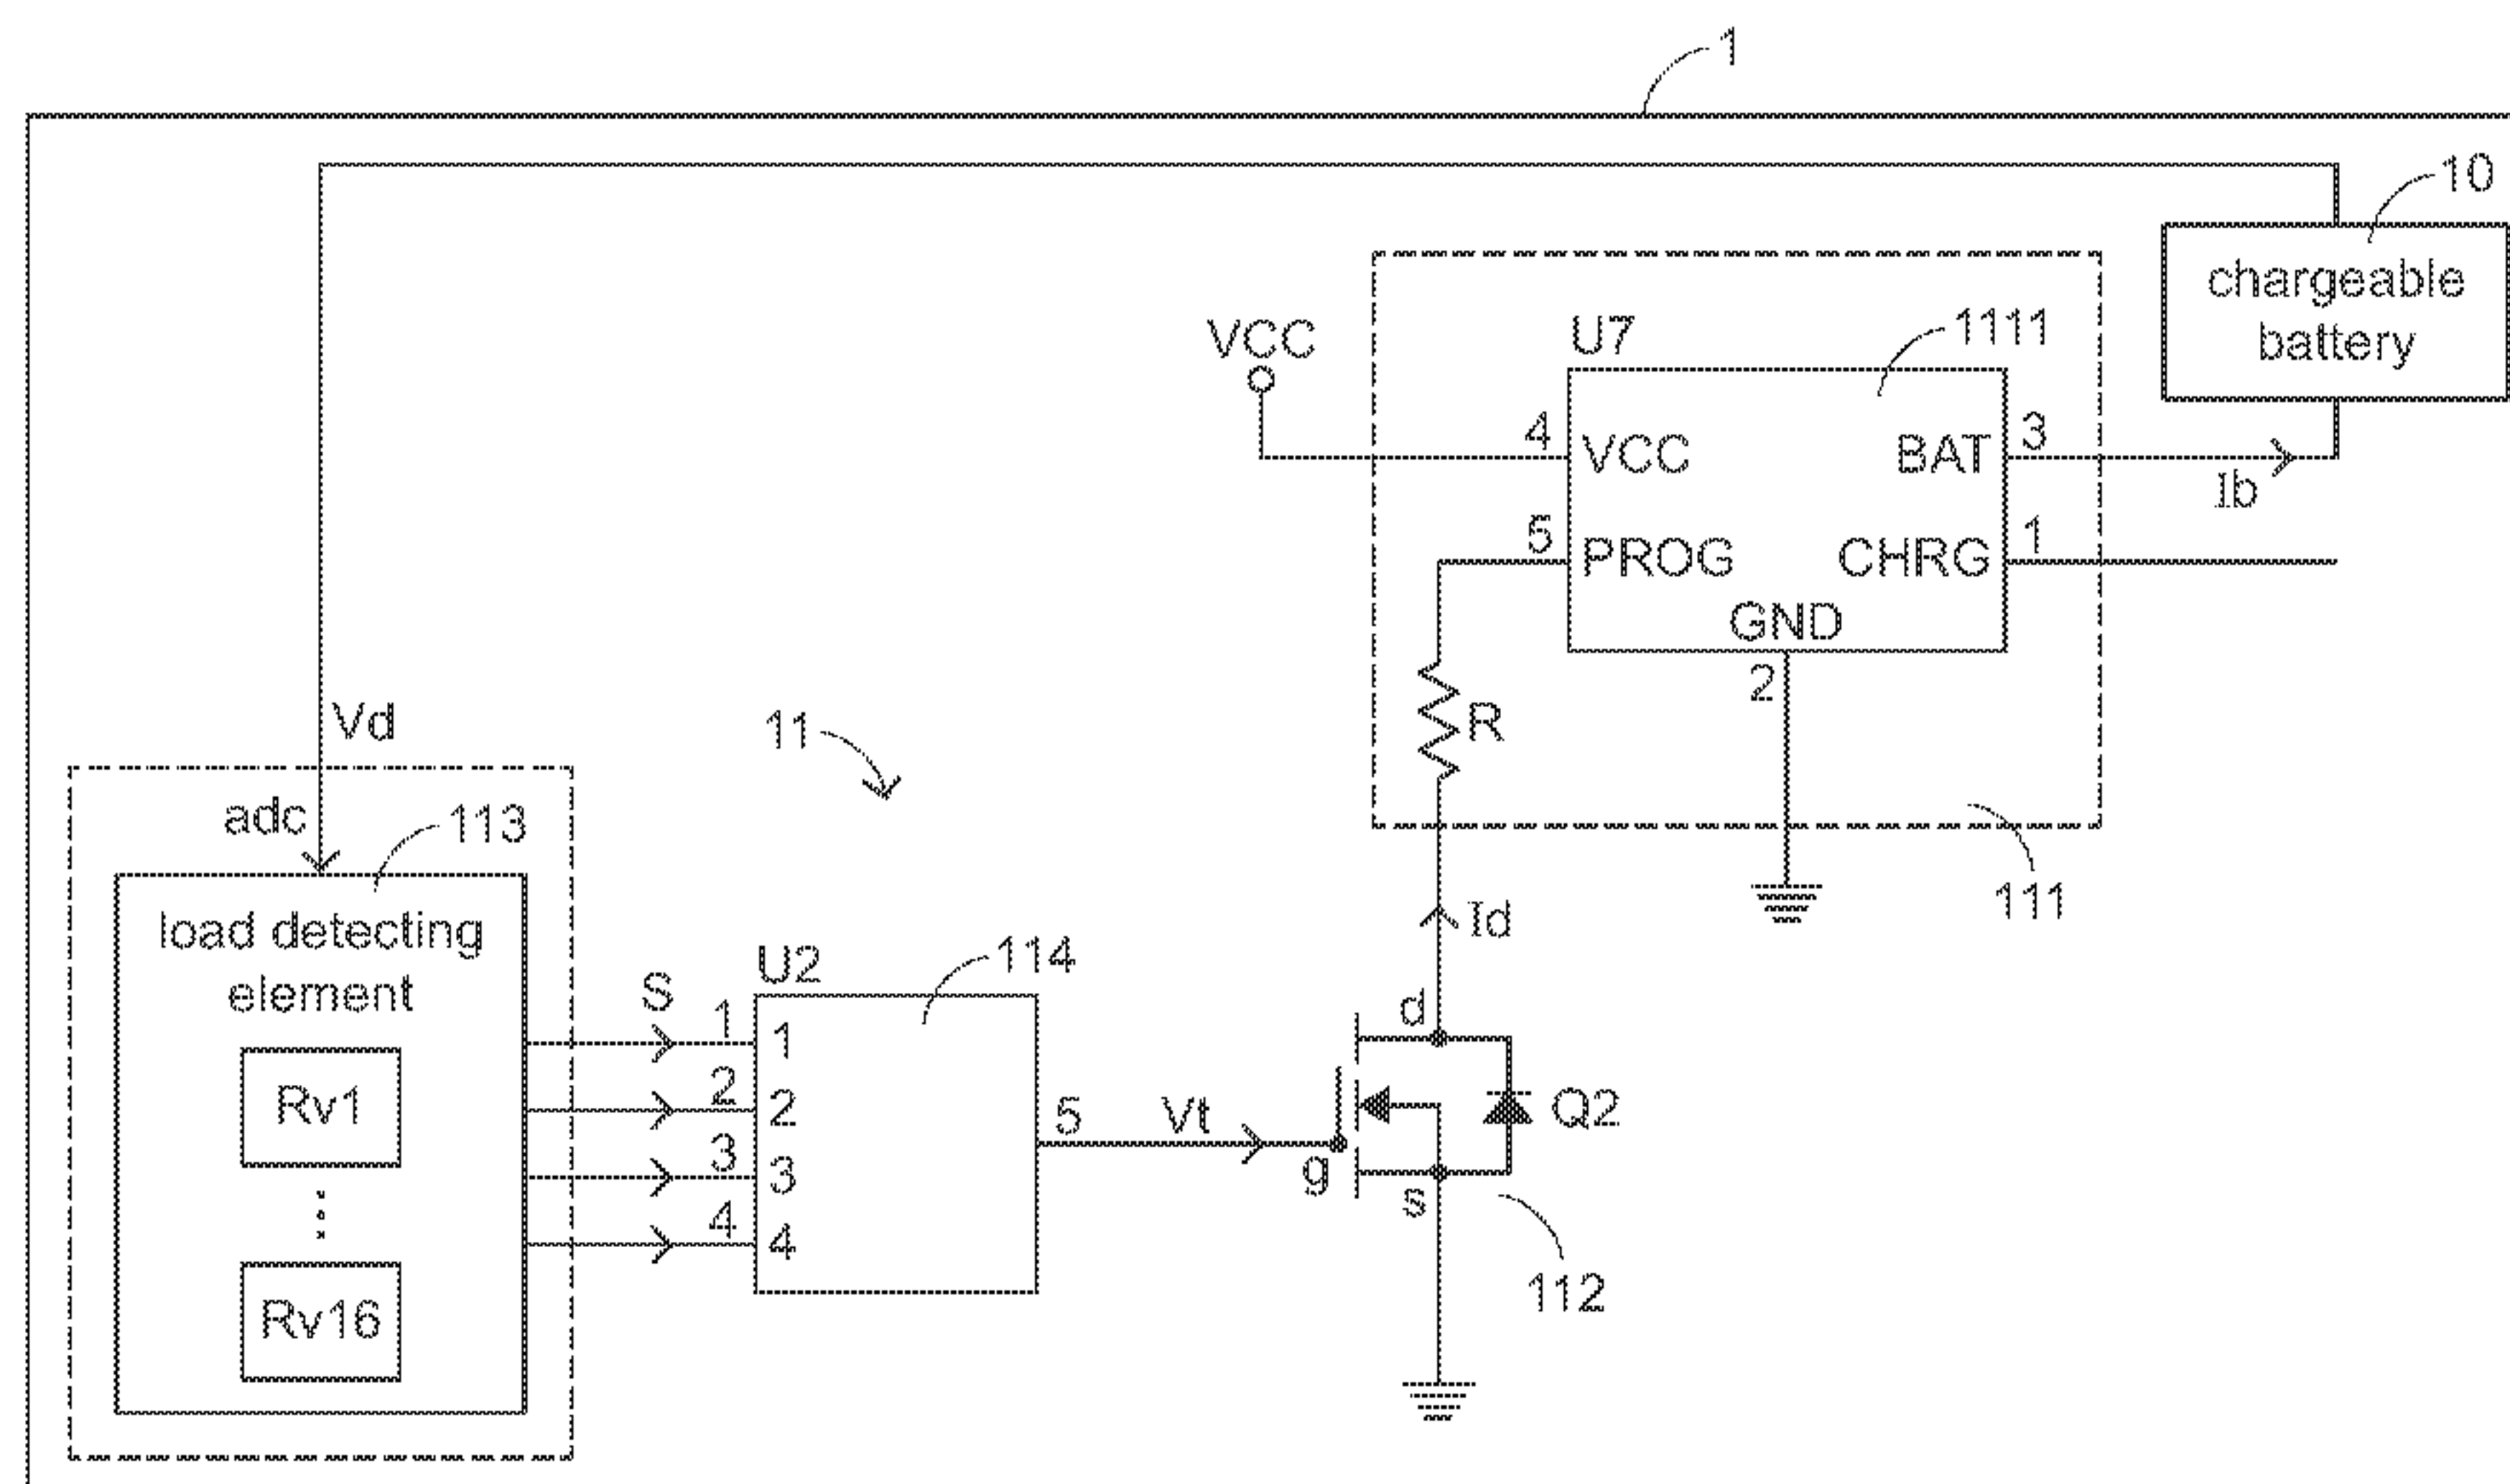 1
10
chargeable
battery
VCC
U7
1111
4
VCC
BAT
3
Ib
5
PROG
CHRG
1
GND
2
R
Vd
11
adc
113
111
load detecting
element
Id
U2
114
S
d
1
1
2
2
3
3
4
4
5
Vt
g
s
Q2
Rv1
Rv16
112